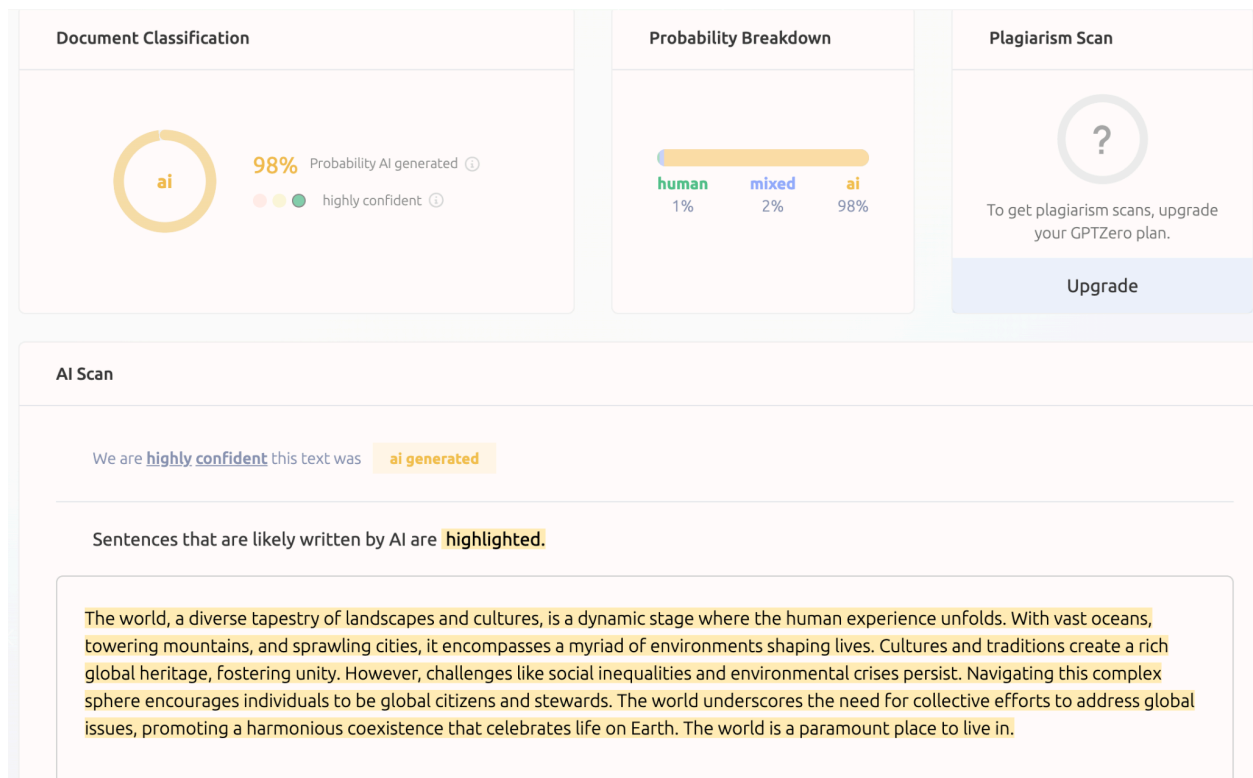 Document Classification
Probability Breakdown
Plagiarism Scan
ai
98% Probability AI generated
highly confident
human mixed ai
1% 2% 98%
?
To get plagiarism scans, upgrade
your GPTZero plan.
Upgrade
AI Scan
We are highly confident this text was ai generated
Sentences that are likely written by AI are highlighted.
The world, a diverse tapestry of landscapes and cultures, is a dynamic stage where the human experience unfolds. With vast oceans,
towering mountains, and sprawling cities, it encompasses a myriad of environments shaping lives. Cultures and traditions create a rich
global heritage, fostering unity. However, challenges like social inequalities and environmental crises persist. Navigating this complex
sphere encourages individuals to be global citizens and stewards. The world underscores the need for collective efforts to address global
issues, promoting a harmonious coexistence that celebrates life on Earth. The world is a paramount place to live in.